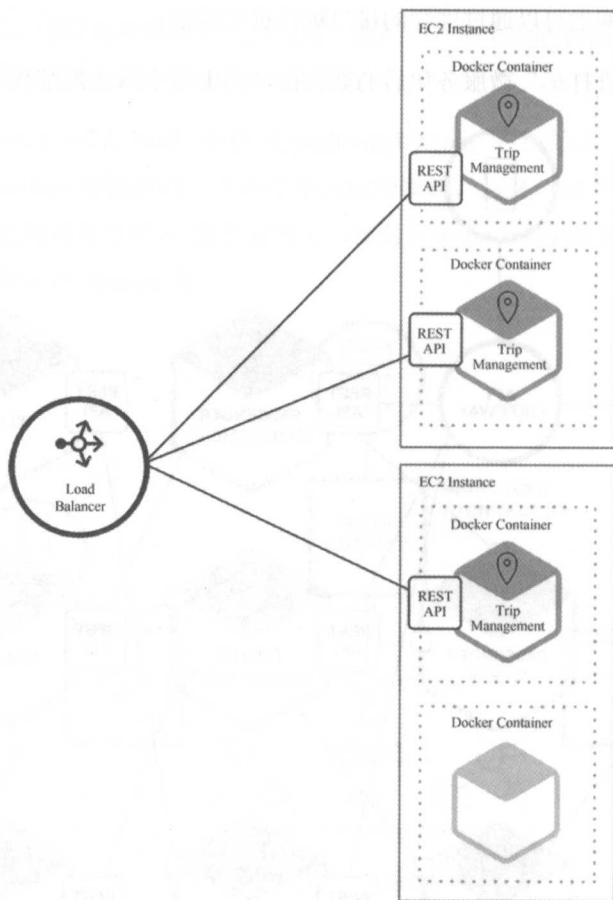 EC2 Instance
Docker Container
Trip
Management
REST
API
Docker Container
Trip
Management
REST
API
Load
Balancer
EC2 Instance
Docker Container
Trip
Management
REST
API
Docker Container